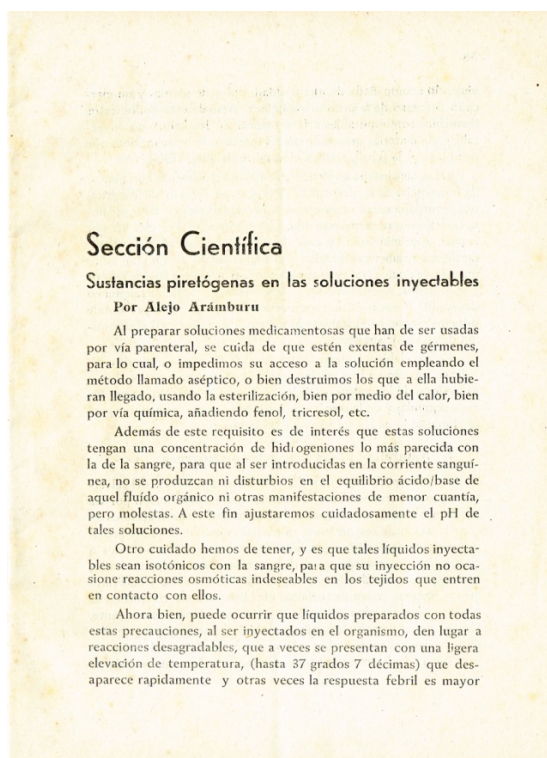 Sección Científica
Sustancias piretógenas en las soluciones inyectables
Por Alejo Arámburu
Al preparar soluciones medicamentosas que han de ser usadas
por vía parenteral, se cuida de que estén exentas de gérmenes,
para lo cual, o impedimos su acceso a la solución empleando el
método llamado aséptico, o bien destruimos los que a ella hubie-
ran llegado, usando la esterilización, bien por medio del calor, bien
por vía química, añadiendo fenol, tricresol, etc.
Además de este requisito es de interés que estas soluciones
tengan una concentración de hidrogeniones lo más parecida con
la de la sangre, para que al ser introducidas en la corriente sanguí-
nea, no se produzcan ni disturbios en el equilibrio ácido/base de
aquel fluído orgánico ni otras manifestaciones de menor cuantía,
pero molestas. A este fin ajustaremos cuidadosamente el pH de
tales soluciones.
Otro cuidado hemos de tener, y es que tales líquidos inyecta-
bles sean isotónicos con la sangre, para que su inyección no oca-
sione reacciones osmóticas indeseables en los tejidos que entren
en contacto con ellos.
Ahora bien, puede ocurrir que líquidos preparados con todas
estas precauciones, al ser inyectados en el organismo, den lugar a
reacciones desagradables, que a veces se presentan con una ligera
elevación de temperatura, (hasta 37 grados 7 décimas) que des-
aparece rapidamente y otras veces la respuesta febril es mayor